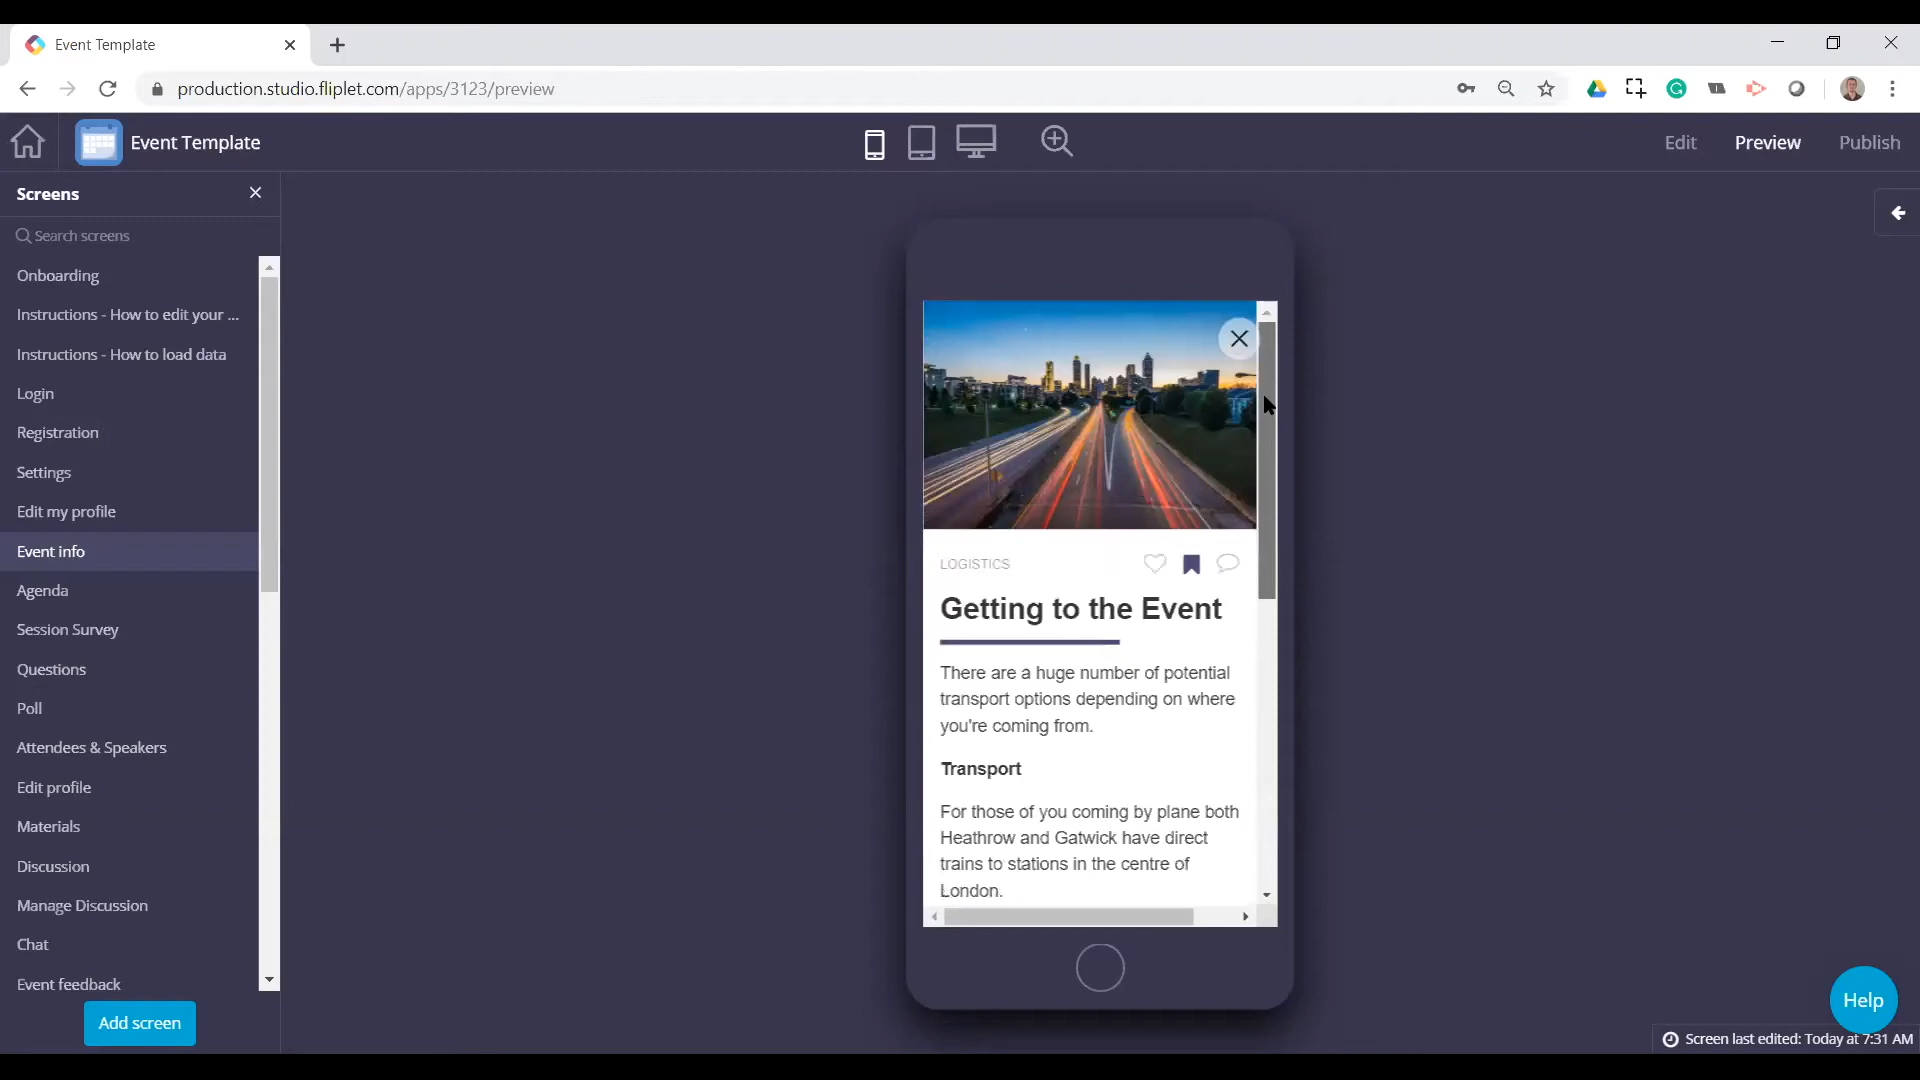 Event Template
production.studio.fliplet.com/apps/3123/preview
Event Template
Edit
Preview
Publish
Screens
Search screens
Onboarding
Instructions - How to edit your ...
Instructions - How to load data
Login
Registration
Settings
Edit my profile
Event info
Agenda
Session Survey
Questions
Poll
Attendees & Speakers
Edit profile
Materials
Discussion
Manage Discussion
Chat
Event feedback
Add screen
LOGISTICS
Getting to the Event
There are a huge number of potential
transport options depending on where
you're coming from.
Transport
For those of you coming by plane both
Heathrow and Gatwick have direct
trains to stations in the centre of
London.
Help
Screen last edited: Today at 7:31 AM